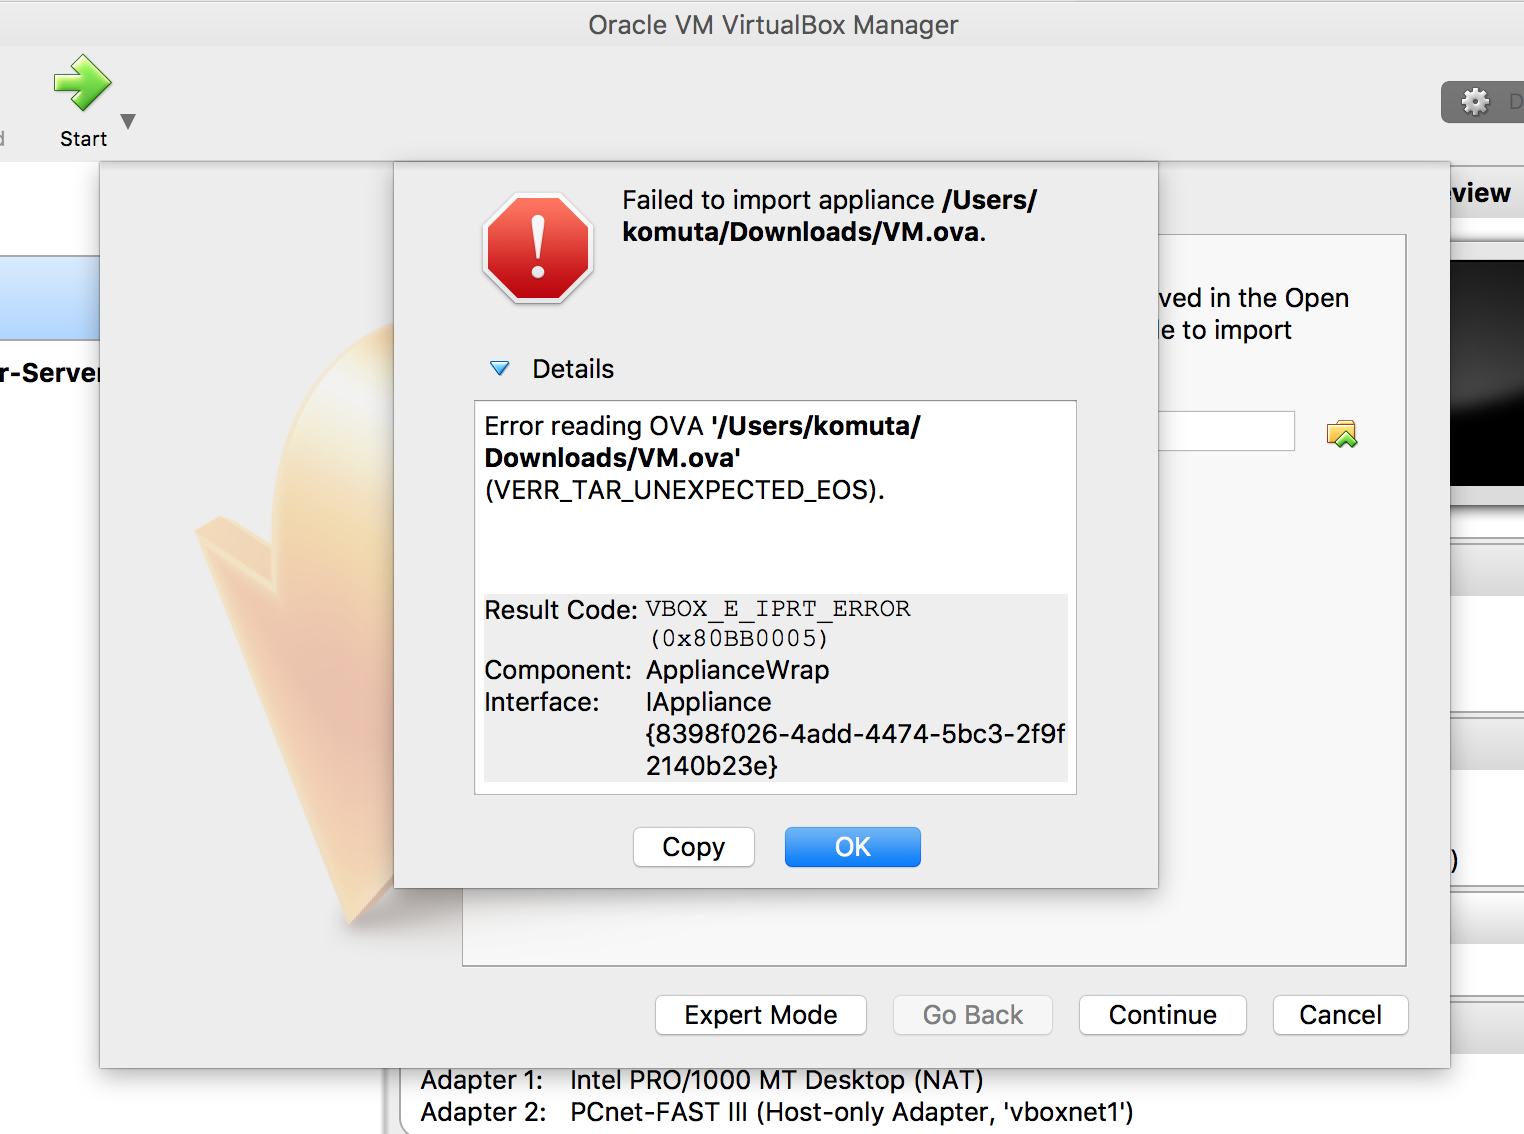 Oracle VM VirtualBox Manager
Start
Failed to import appliance /Users/
komuta/Downloads/VM.ova.
Details
Error reading OVA '/Users/komuta/
Downloads/VM.ova'
(VERR_TAR_UNEXPECTED_EOS).
Result Code: VBOX_E_IPRT_ERROR
(0x80BB0005)
Component: ApplianceWrap
Interface: IAppliance
{8398f026-4add-4474-5bc3-2f9f
2140b23e}
Copy
OK
view
ved in the Open
e to import
r-Server
)
Expert Mode
Go Back
Continue
Cancel
Adapter 1: Intel PRO/1000 MT Desktop (NAT)
Adapter 2: PCnet-FAST III (Host-only Adapter, 'vboxnet1')